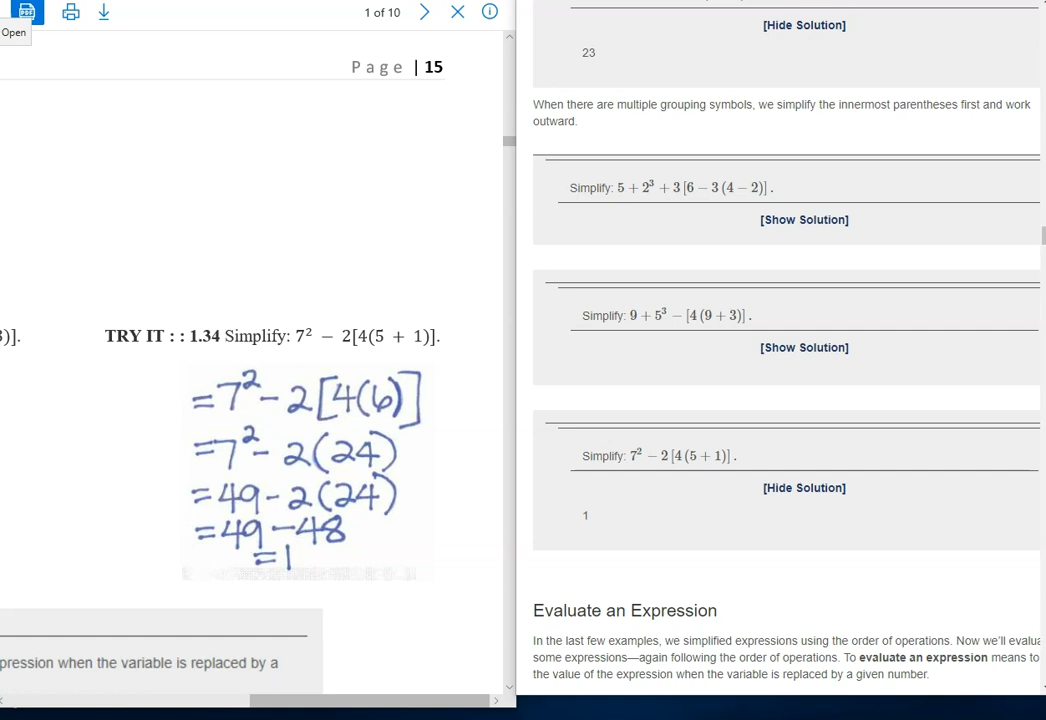 1 of 10
Open
Page | 15
3)].
TRY IT : : 1.34 Simplify: 7² − 2[4(5 + 1)].
= 7² - 2[4(6)]
= 7² - 2(24)
= 49 - 2(24)
= 49 - 48
= 1
pression when the variable is replaced by a
[Hide Solution]
23
When there are multiple grouping symbols, we simplify the innermost parentheses first and work
outward.
Simplify: 5 + 2³ + 3 [6 − 3 (4 − 2)] .
[Show Solution]
Simplify: 9 + 5³ − [4 (9 + 3)] .
[Show Solution]
Simplify: 7² − 2 [4 (5 + 1)] .
[Hide Solution]
1
Evaluate an Expression
In the last few examples, we simplified expressions using the order of operations. Now we'll evalua
some expressions—again following the order of operations. To evaluate an expression means to
the value of the expression when the variable is replaced by a given number.